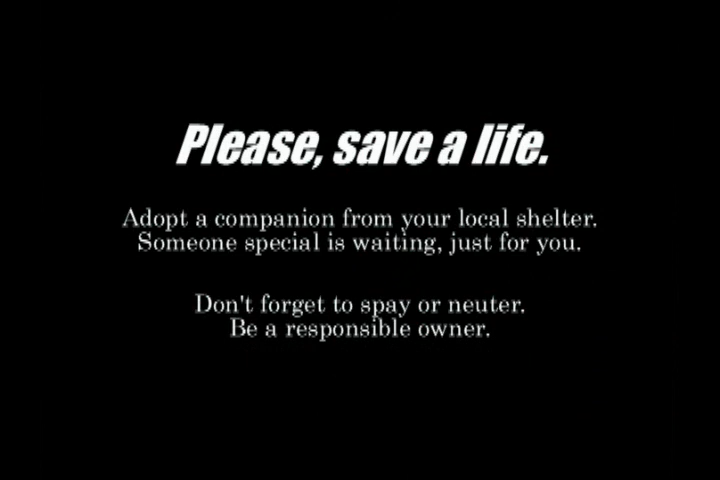 Please, save a life.
Adopt a companion from your local shelter.
Someone special is waiting, just for you.
Don't forget to spay or neuter.
Be a responsible owner.